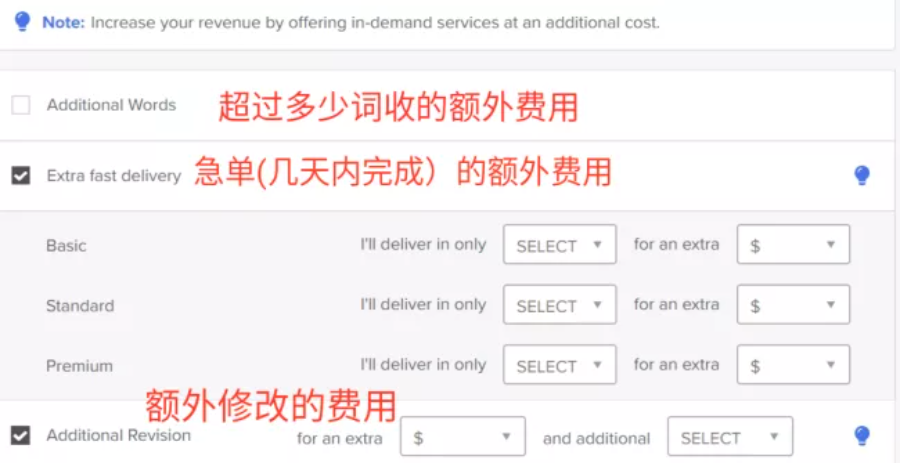 Note: Increase your revenue by offering in-demand services at an additional cost.
Additional Words 超过多少词收的额外费用
Extra fast delivery 急单(几天内完成）的额外费用
Basic I'll deliver in only SELECT for an extra $
Standard I'll deliver in only SELECT for an extra $
Premium I'll deliver in only SELECT for an extra $
额外修改的费用
Additional Revision for an extra $ and additional SELECT